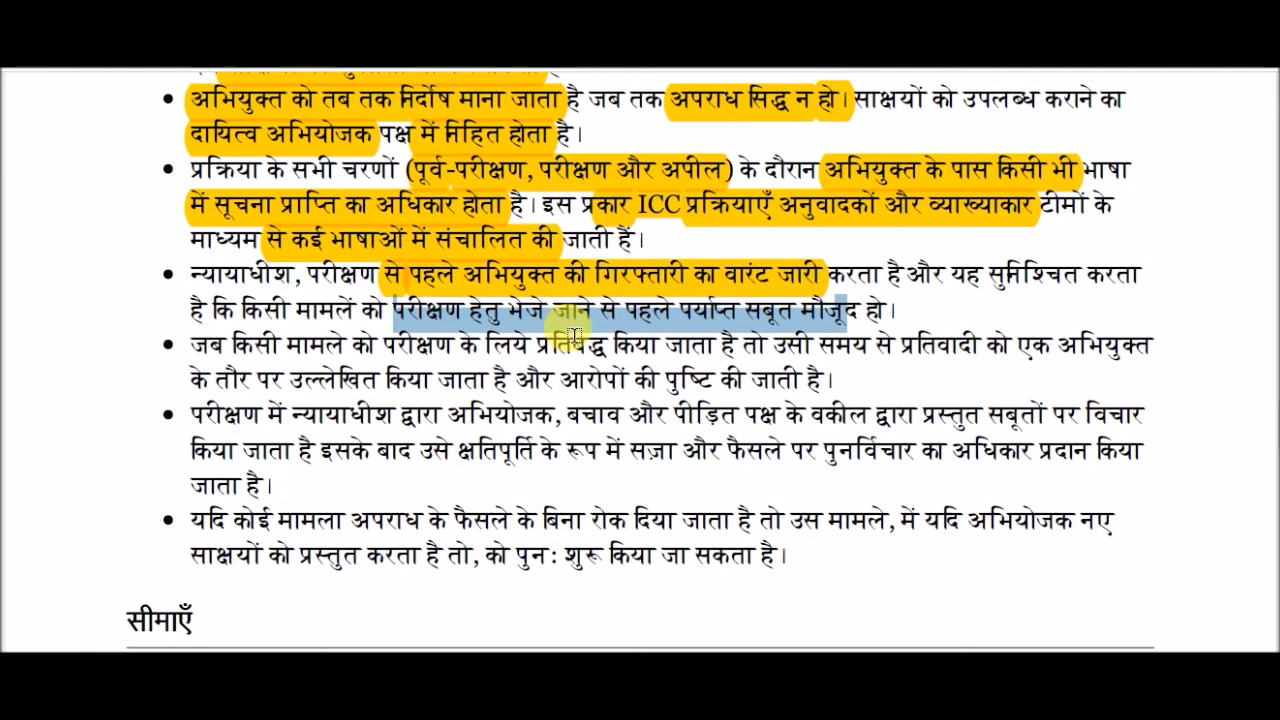 अभियुक्त को तब तक निर्दोष माना जाता है जब तक अपराध सिद्ध न हो। साक्षयों को उपलब्ध कराने का
दायित्व अभियोजक पक्ष में निहित होता है।
प्रक्रिया के सभी चरणों (पूर्व-परीक्षण, परीक्षण और अपील) के दौरान अभियुक्त के पास किसी भी भाषा
में सूचना प्राप्ति का अधिकार होता है। इस प्रकार ICC प्रक्रियाएँ अनुवादकों और व्याख्याकार टीमों के
माध्यम से कई भाषाओं में संचालित की जाती हैं।
न्यायाधीश, परीक्षण से पहले अभियुक्त की गिरफ्तारी का वारंट जारी करता है और यह सुनिश्चित करता
है कि किसी मामलें को परीक्षण हेतु भेजे जाने से पहले पर्याप्त सबूत मौजूद हो।
जब किसी मामले को परीक्षण के लिये प्रतिबद्ध किया जाता है तो उसी समय से प्रतिवादी को एक अभियुक्त
के तौर पर उल्लेखित किया जाता है और आरोपों की पुष्टि की जाती है।
परीक्षण में न्यायाधीश द्वारा अभियोजक, बचाव और पीड़ित पक्ष के वकील द्वारा प्रस्तुत सबूतों पर विचार
किया जाता है इसके बाद उसे क्षतिपूर्ति के रूप में सज़ा और फैसले पर पुनर्विचार का अधिकार प्रदान किया
जाता है।
यदि कोई मामला अपराध के फैसले के बिना रोक दिया जाता है तो उस मामले, में यदि अभियोजक नए
साक्षयों को प्रस्तुत करता है तो, को पुनः शुरू किया जा सकता है।
सीमाएँ